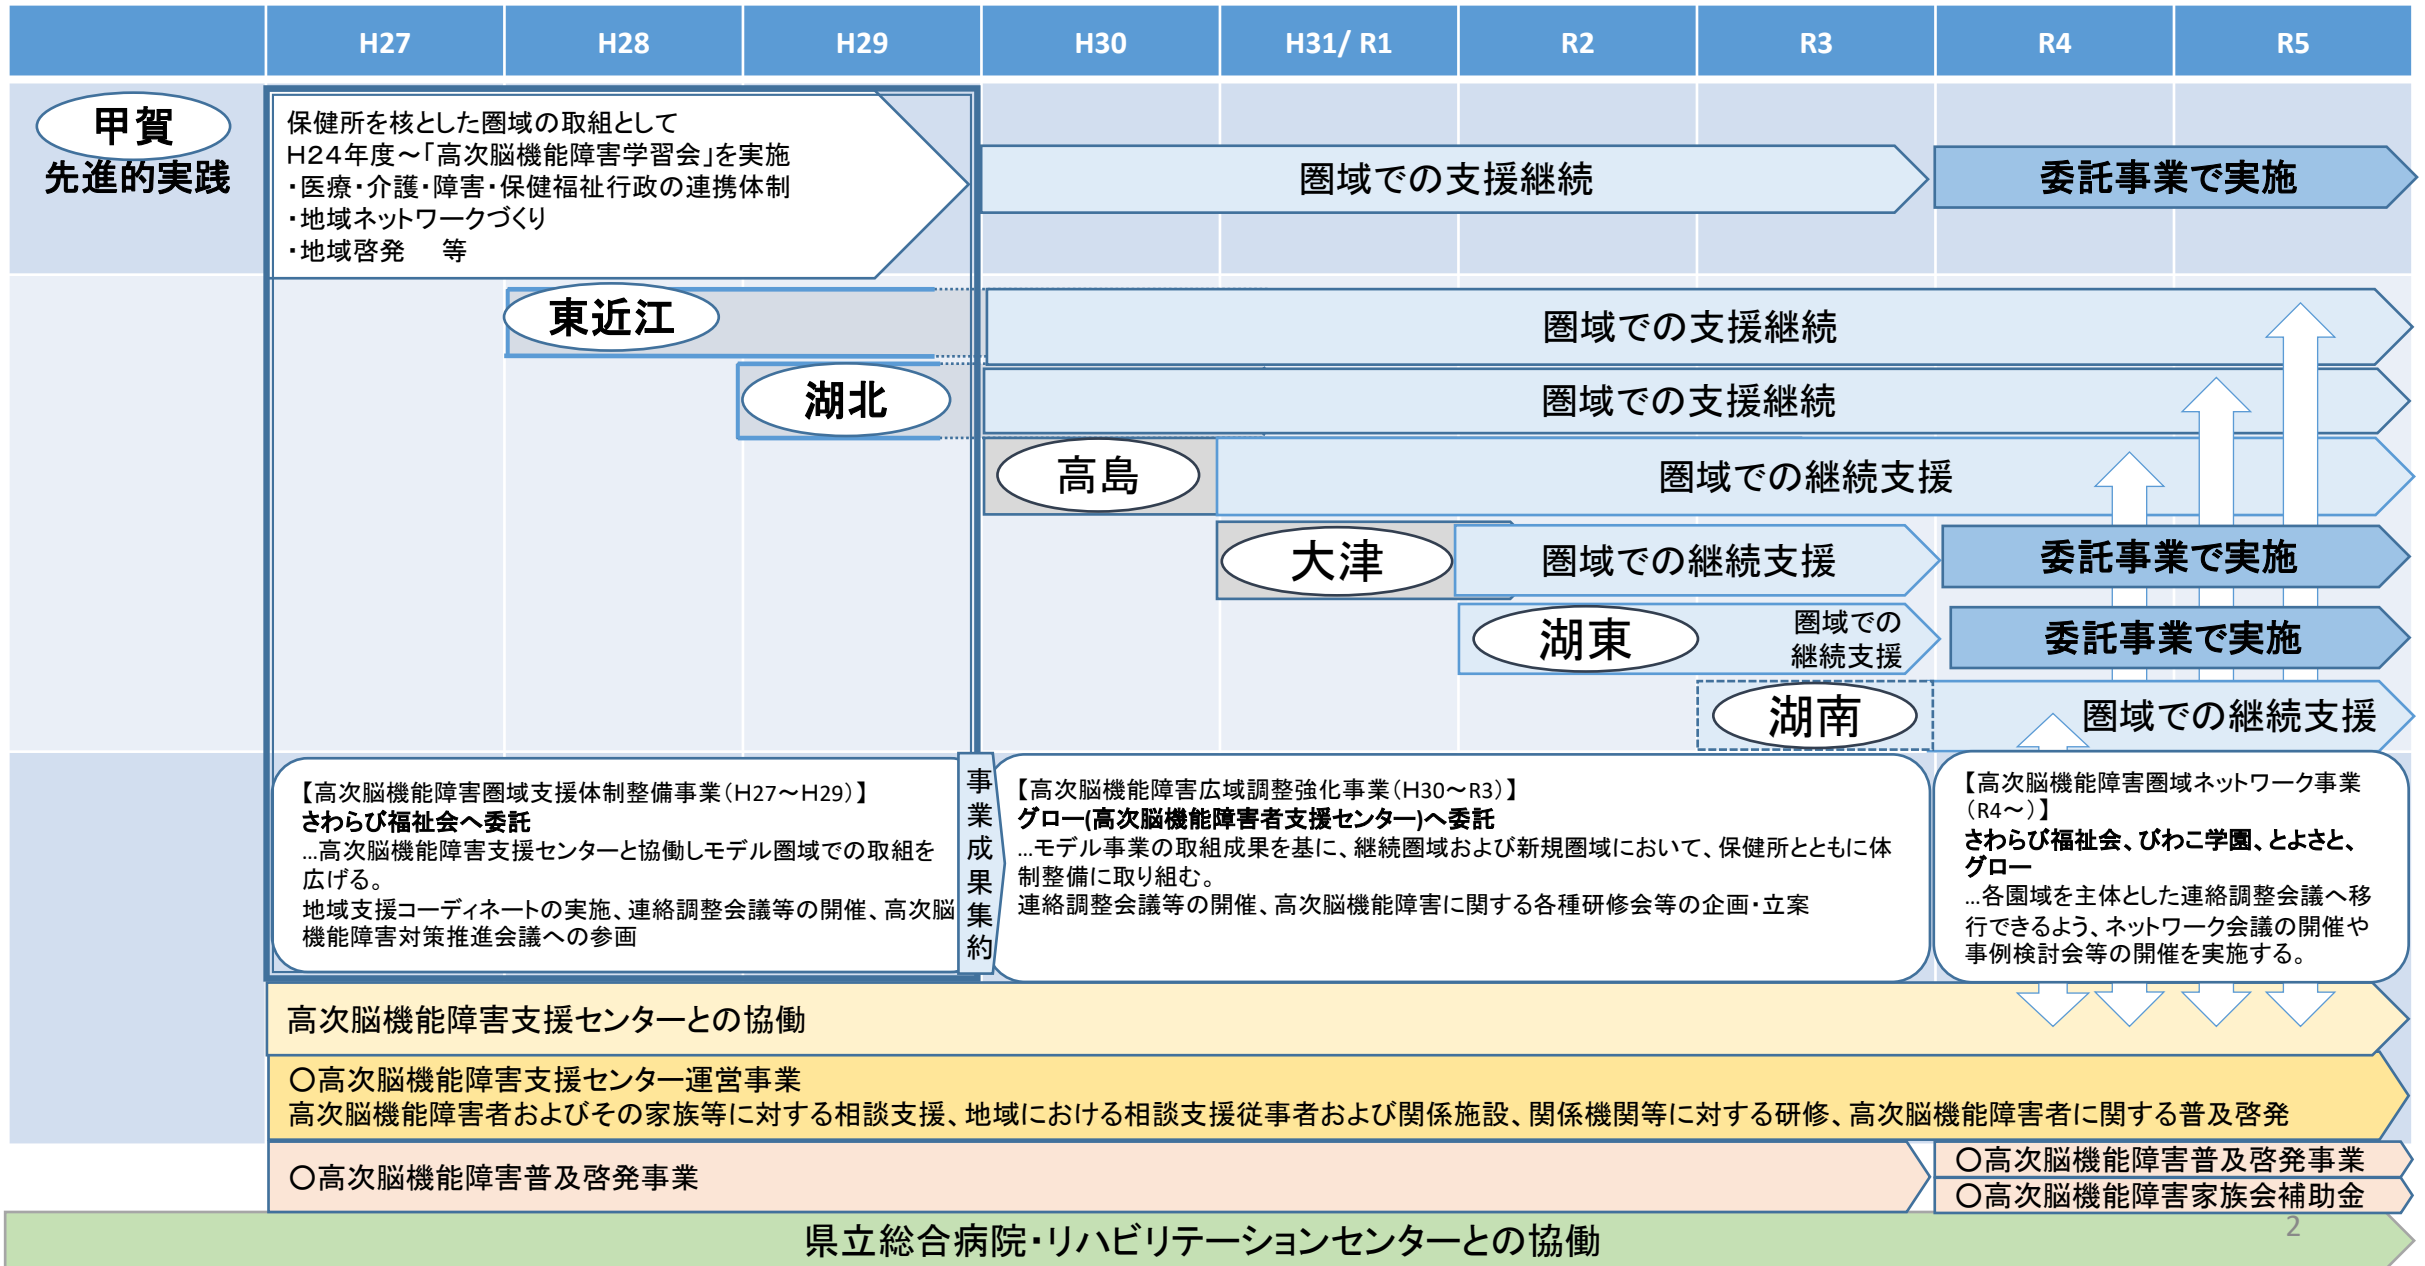 H27
H28
H29
H30
H31/ R1
R2
R3
R4
R5
甲賀
先進的実践
保健所を核とした圏域の取組として
H24年度～「高次脳機能障害学習会」を実施
・医療・介護・障害・保健福祉行政の連携体制
・地域ネットワークづくり
・地域啓発　等
圏域での支援継続
委託事業で実施
東近江
圏域での支援継続
湖北
圏域での支援継続
高島
圏域での継続支援
大津
圏域での継続支援
委託事業で実施
湖東
圏域での
継続支援
委託事業で実施
湖南
圏域での継続支援
【高次脳機能障害圏域支援体制整備事業（H27～H29）】
さわらび福祉会へ委託
…高次脳機能障害支援センターと協働しモデル圏域での取組を
広げる。
地域支援コーディネートの実施、連絡調整会議等の開催、高次脳
機能障害対策推進会議への参画
事業成果集約
【高次脳機能障害広域調整強化事業（H30～R3）】
グロー(高次脳機能障害者支援センター)へ委託
…モデル事業の取組成果を基に、継続圏域および新規圏域において、保健所とともに体
制整備に取り組む。
連絡調整会議等の開催、高次脳機能障害に関する各種研修会等の企画・立案
【高次脳機能障害圏域ネットワーク事業
（R4～）】
さわらび福祉会、びわこ学園、とよさと、
グロー
…各園域を主体とした連絡調整会議へ移
行できるよう、ネットワーク会議の開催や
事例検討会等の開催を実施する。
高次脳機能障害支援センターとの協働
〇高次脳機能障害支援センター運営事業
高次脳機能障害者およびその家族等に対する相談支援、地域における相談支援従事者および関係施設、関係機関等に対する研修、高次脳機能障害者に関する普及啓発
〇高次脳機能障害普及啓発事業
〇高次脳機能障害普及啓発事業
〇高次脳機能障害家族会補助金
県立総合病院・リハビリテーションセンターとの協働
2